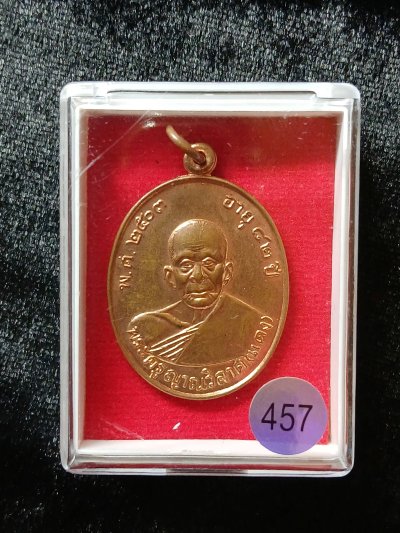 พ.ศ. ๒๕๐๓
อายุ ๘๒ ปี
พระครูญาณวิลาศ (แดง)
457